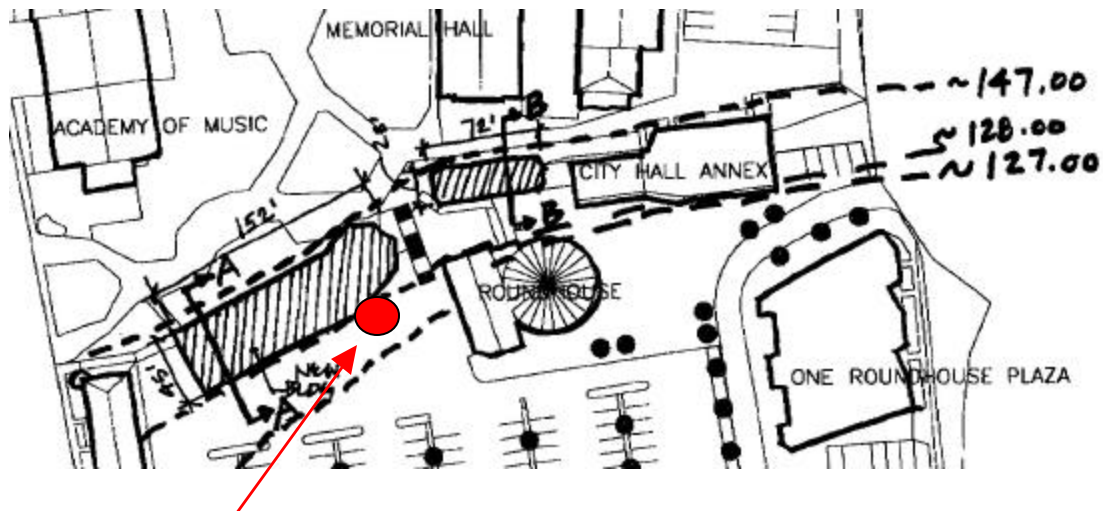 MEMORIAL HALL
ACADEMY OF MUSIC
B
72'
~147.00
~128.00
~127.00
CITY HALL ANNEX
B
152'
A
ROUNDHOUSE
45'
NEW
BLDG
A
ONE ROUNDHOUSE PLAZA